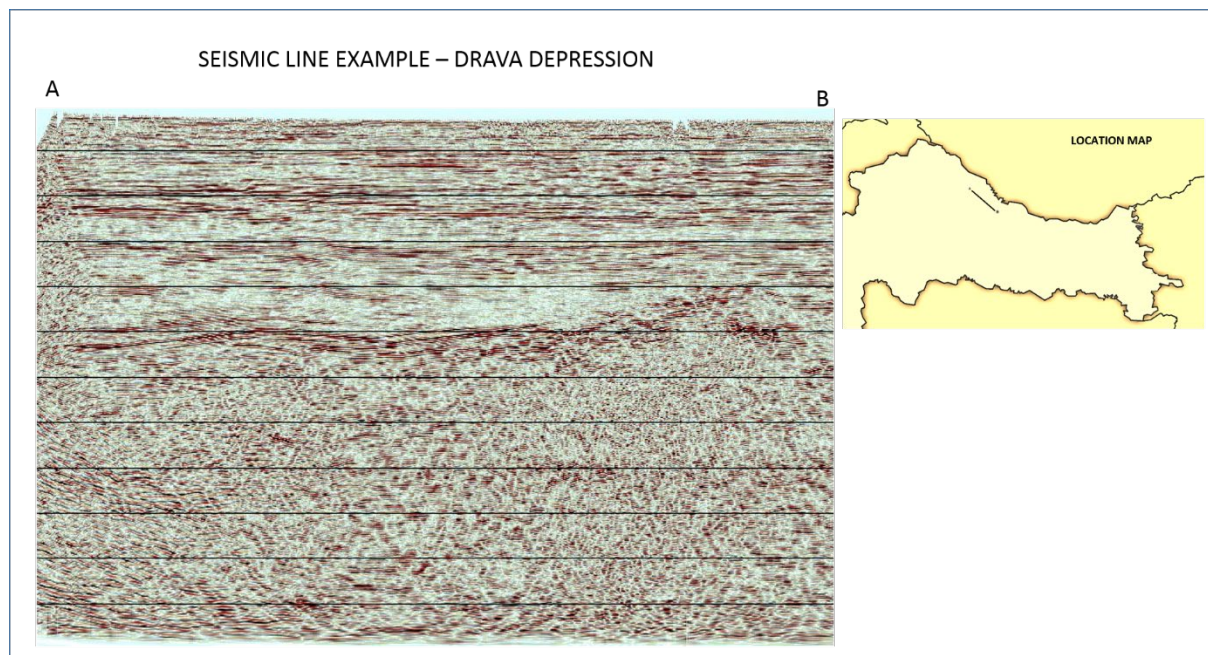 SEISMIC LINE EXAMPLE – DRAVA DEPRESSION
A
B
LOCATION MAP